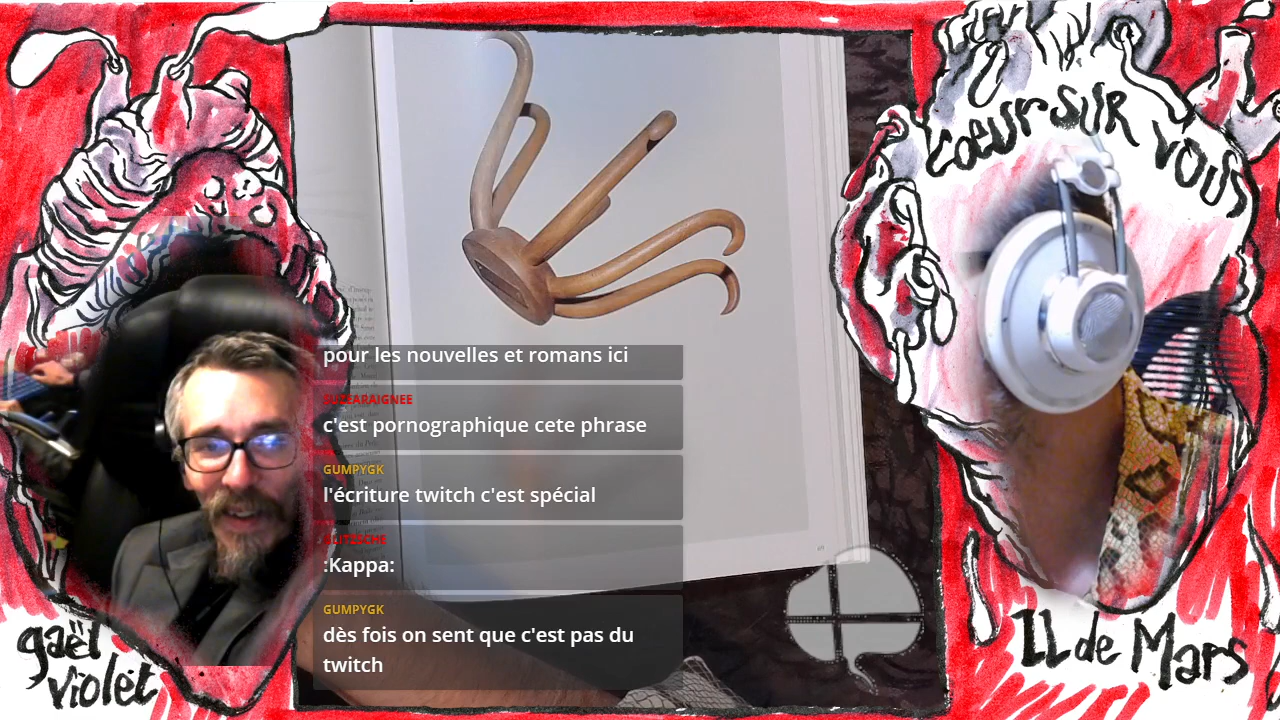 cœur sur vous
pour les nouvelles et romans ici
SUZEARAIGNEE
c'est pornographique cete phrase
GUMPYGK
l'écriture twitch c'est spécial
:Kappa:
GUMPYGK
dès fois on sent que c'est pas du
twitch
gaël
violet
LL de Mars